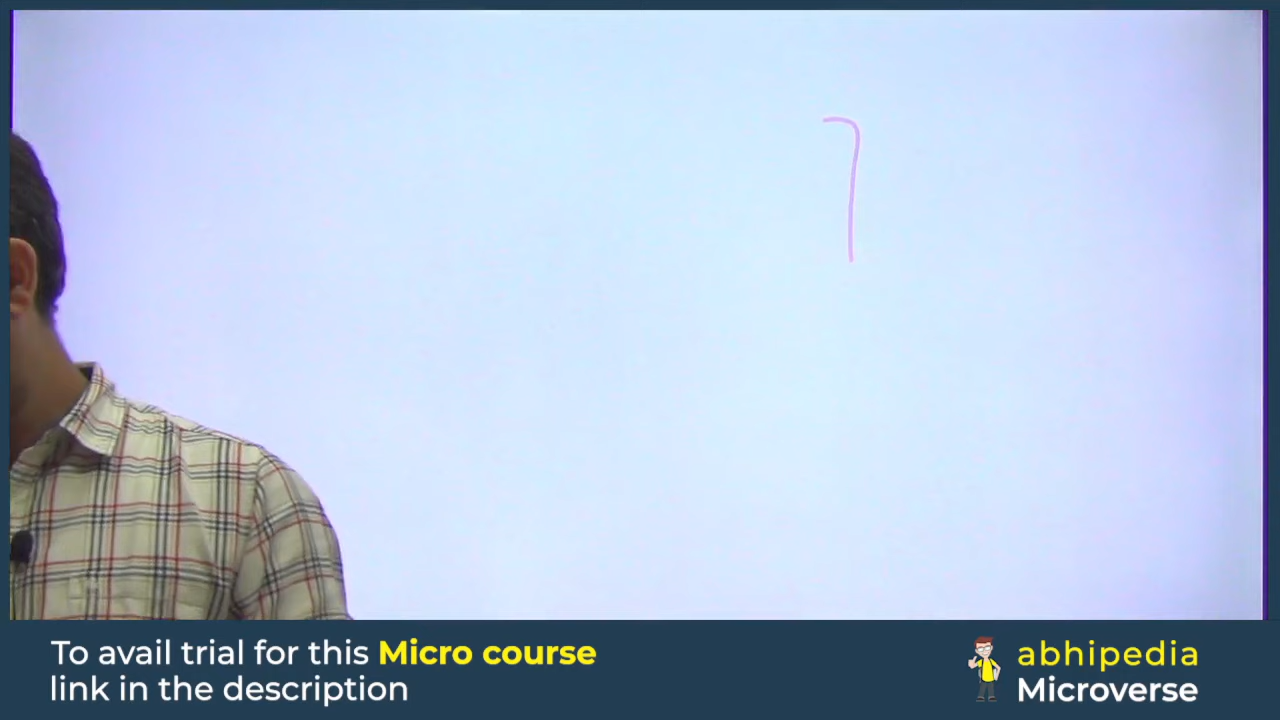 To avail trial for this Micro course
link in the description
abhipedia
Microverse